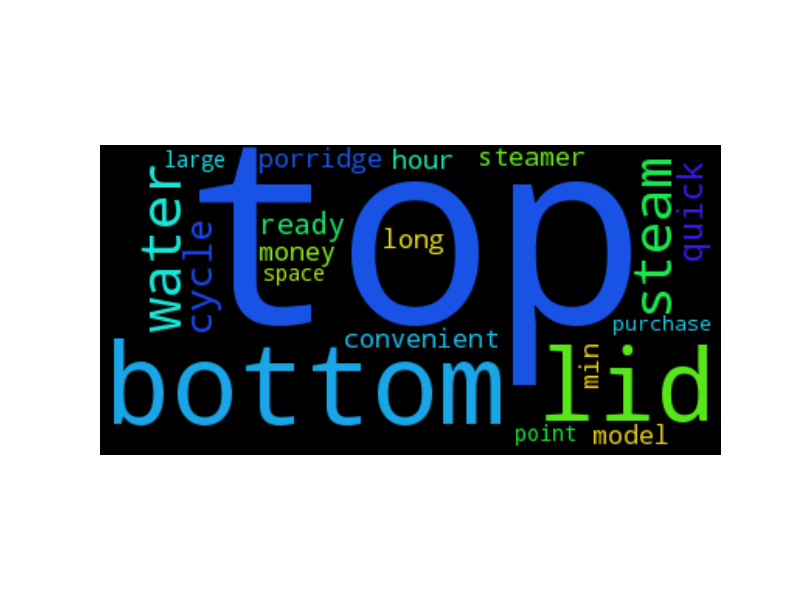 large
porridge
hour
steamer
water
cycle
top
ready
money
space
long
steam
quick
purchase
convenient
bottom
lid
min
point
model